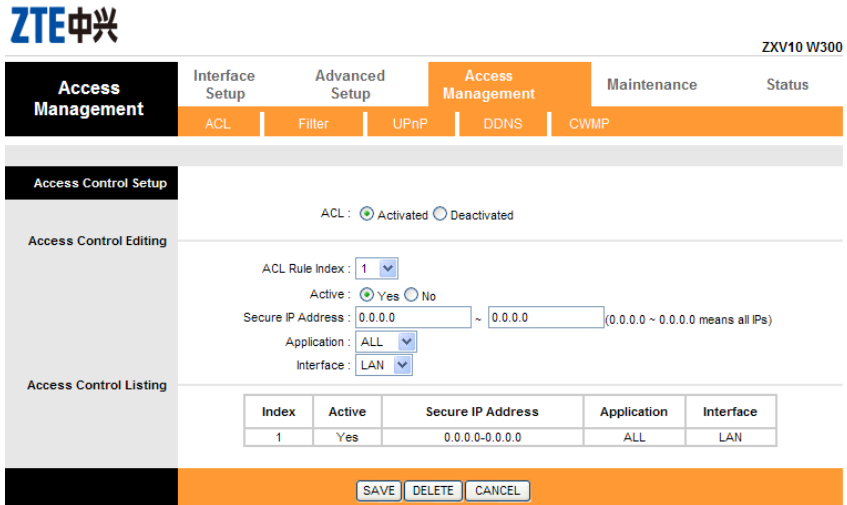 ZTE中兴
ZXV10 W300
Access Management
Interface Setup
Advanced Setup
Access Management
Maintenance
Status
ACL
Filter
UPnP
DDNS
CWMP
Access Control Setup
ACL : Activated Deactivated
Access Control Editing
ACL Rule Index : 1
Active : Yes No
Secure IP Address : 0.0.0.0 ~ 0.0.0.0 (0.0.0.0 ~ 0.0.0.0 means all IPs)
Application : ALL
Interface : LAN
Access Control Listing
Index Active Secure IP Address Application Interface
1 Yes 0.0.0.0-0.0.0.0 ALL LAN
SAVE DELETE CANCEL